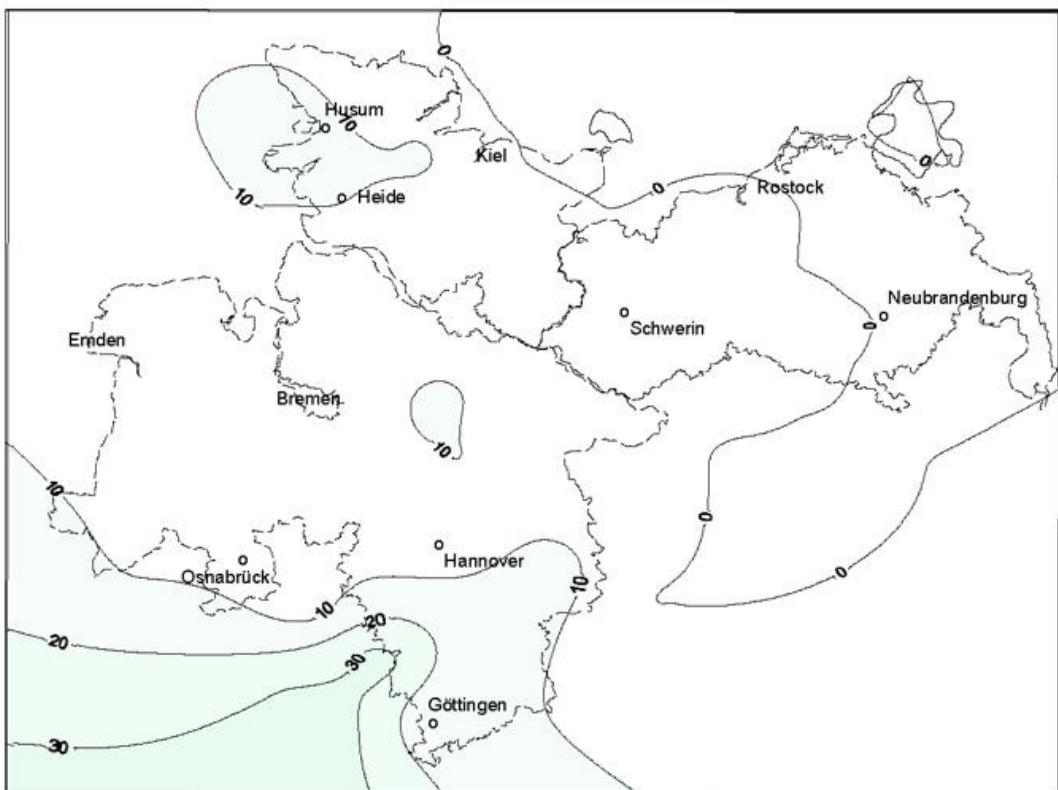 0
Husum
10
Kiel
0
0
Rostock
10
Heide
Neubrandenburg
0
Schwerin
Emden
Bremen
10
10
0
Hannover
Osnabrück
0
10
10
20
20
30
Göttingen
30